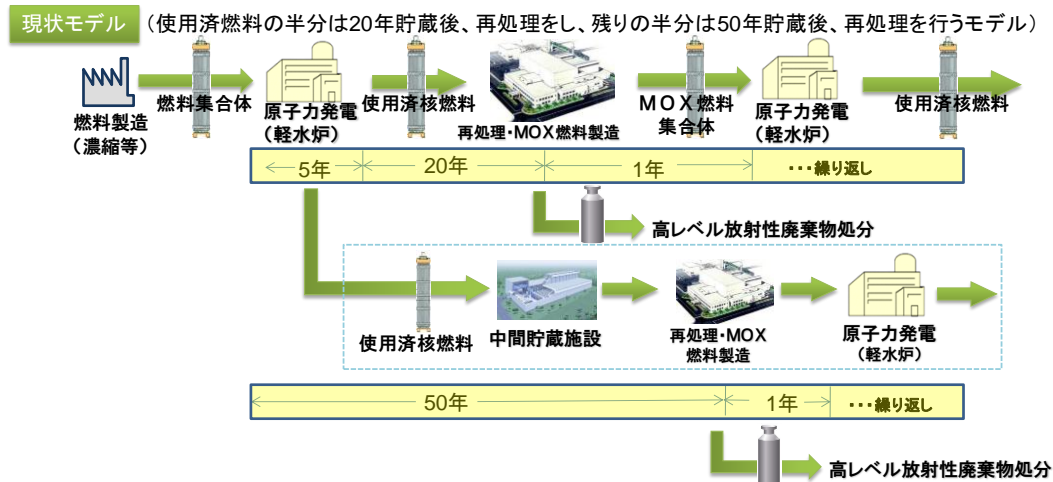 現状モデル (使用済燃料の半分は20年貯蔵後、再処理をし、残りの半分は50年貯蔵後、再処理を行うモデル)
燃料製造
(濃縮等)
燃料集合体
原子力発電
(軽水炉)
使用済核燃料
再処理・MOX燃料製造
MOX燃料
集合体
原子力発電
(軽水炉)
使用済核燃料
5年
20年
1年
・・・繰り返し
高レベル放射性廃棄物処分
使用済核燃料
中間貯蔵施設
再処理・MOX
燃料製造
原子力発電
(軽水炉)
50年
1年
・・・繰り返し
高レベル放射性廃棄物処分